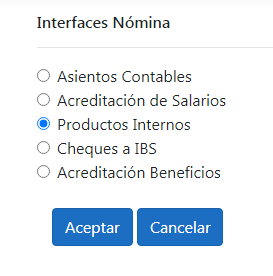 Interfaces Nómina
Asientos Contables
Acreditación de Salarios
Productos Internos
Cheques a IBS
Acreditación Beneficios
Aceptar Cancelar